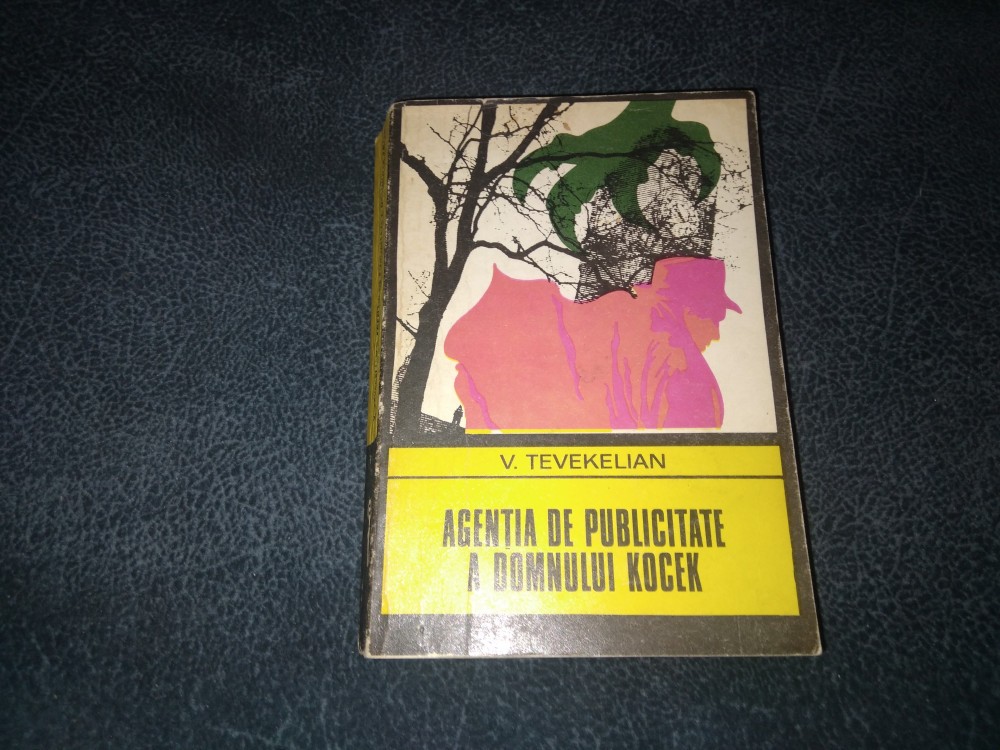 V. TEVEKELIAN
AGENȚIA DE PUBLICITATE
A DOMNULUI KOCEK